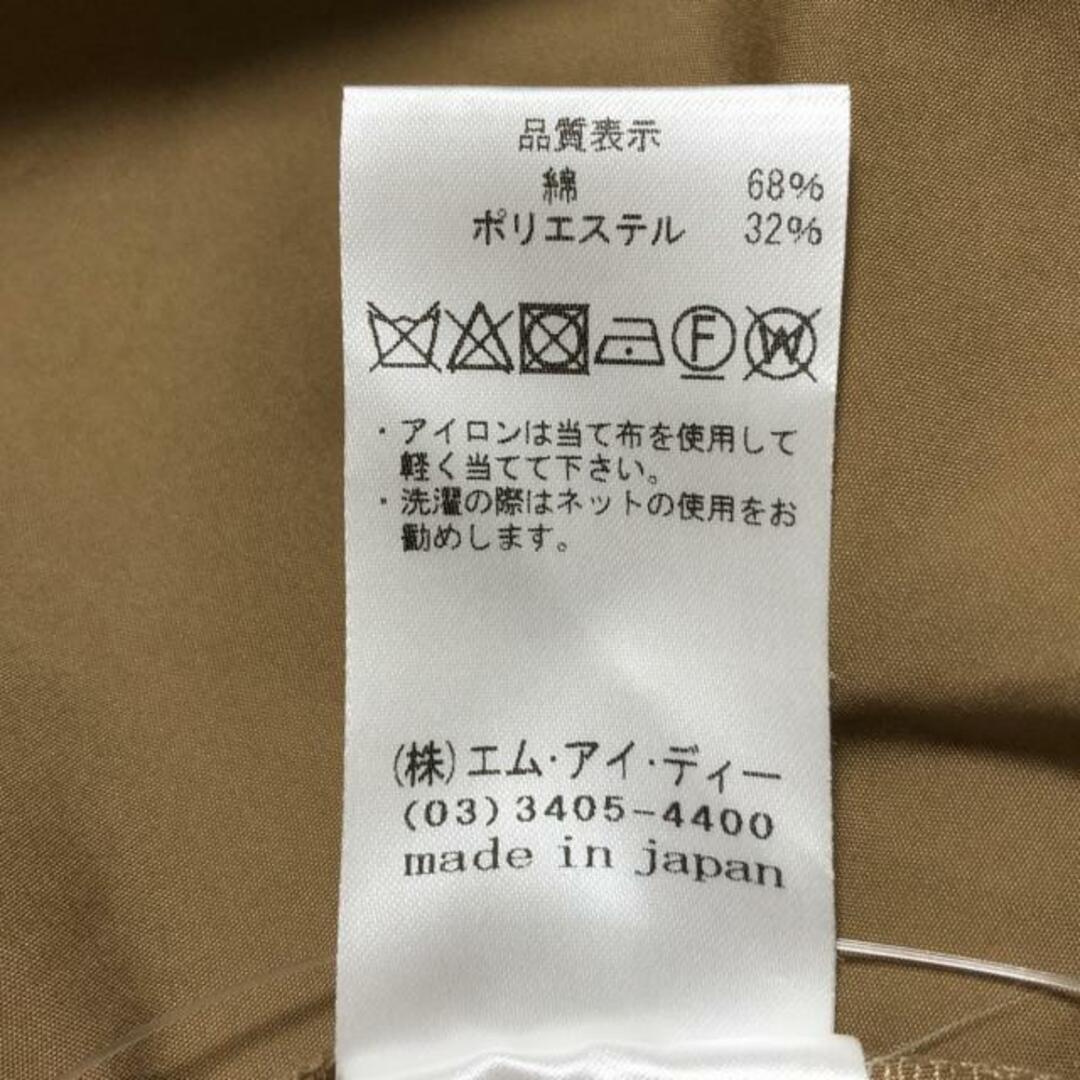 品質表示
綿 68%
ポリエステル 32%
F W
・アイロンは当て布を使用して
軽く当てて下さい。
・洗濯の際はネットの使用をお
勧めします。
(株)エム・アイ・ディー
(03)3405-4400
made in japan